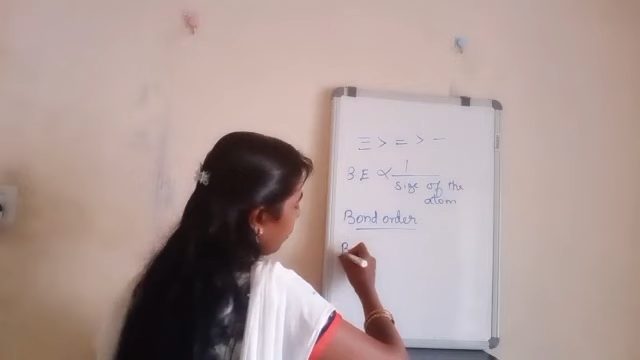 ≡ > = > –
B E ∝ 1/size of the atom
Bond order
B